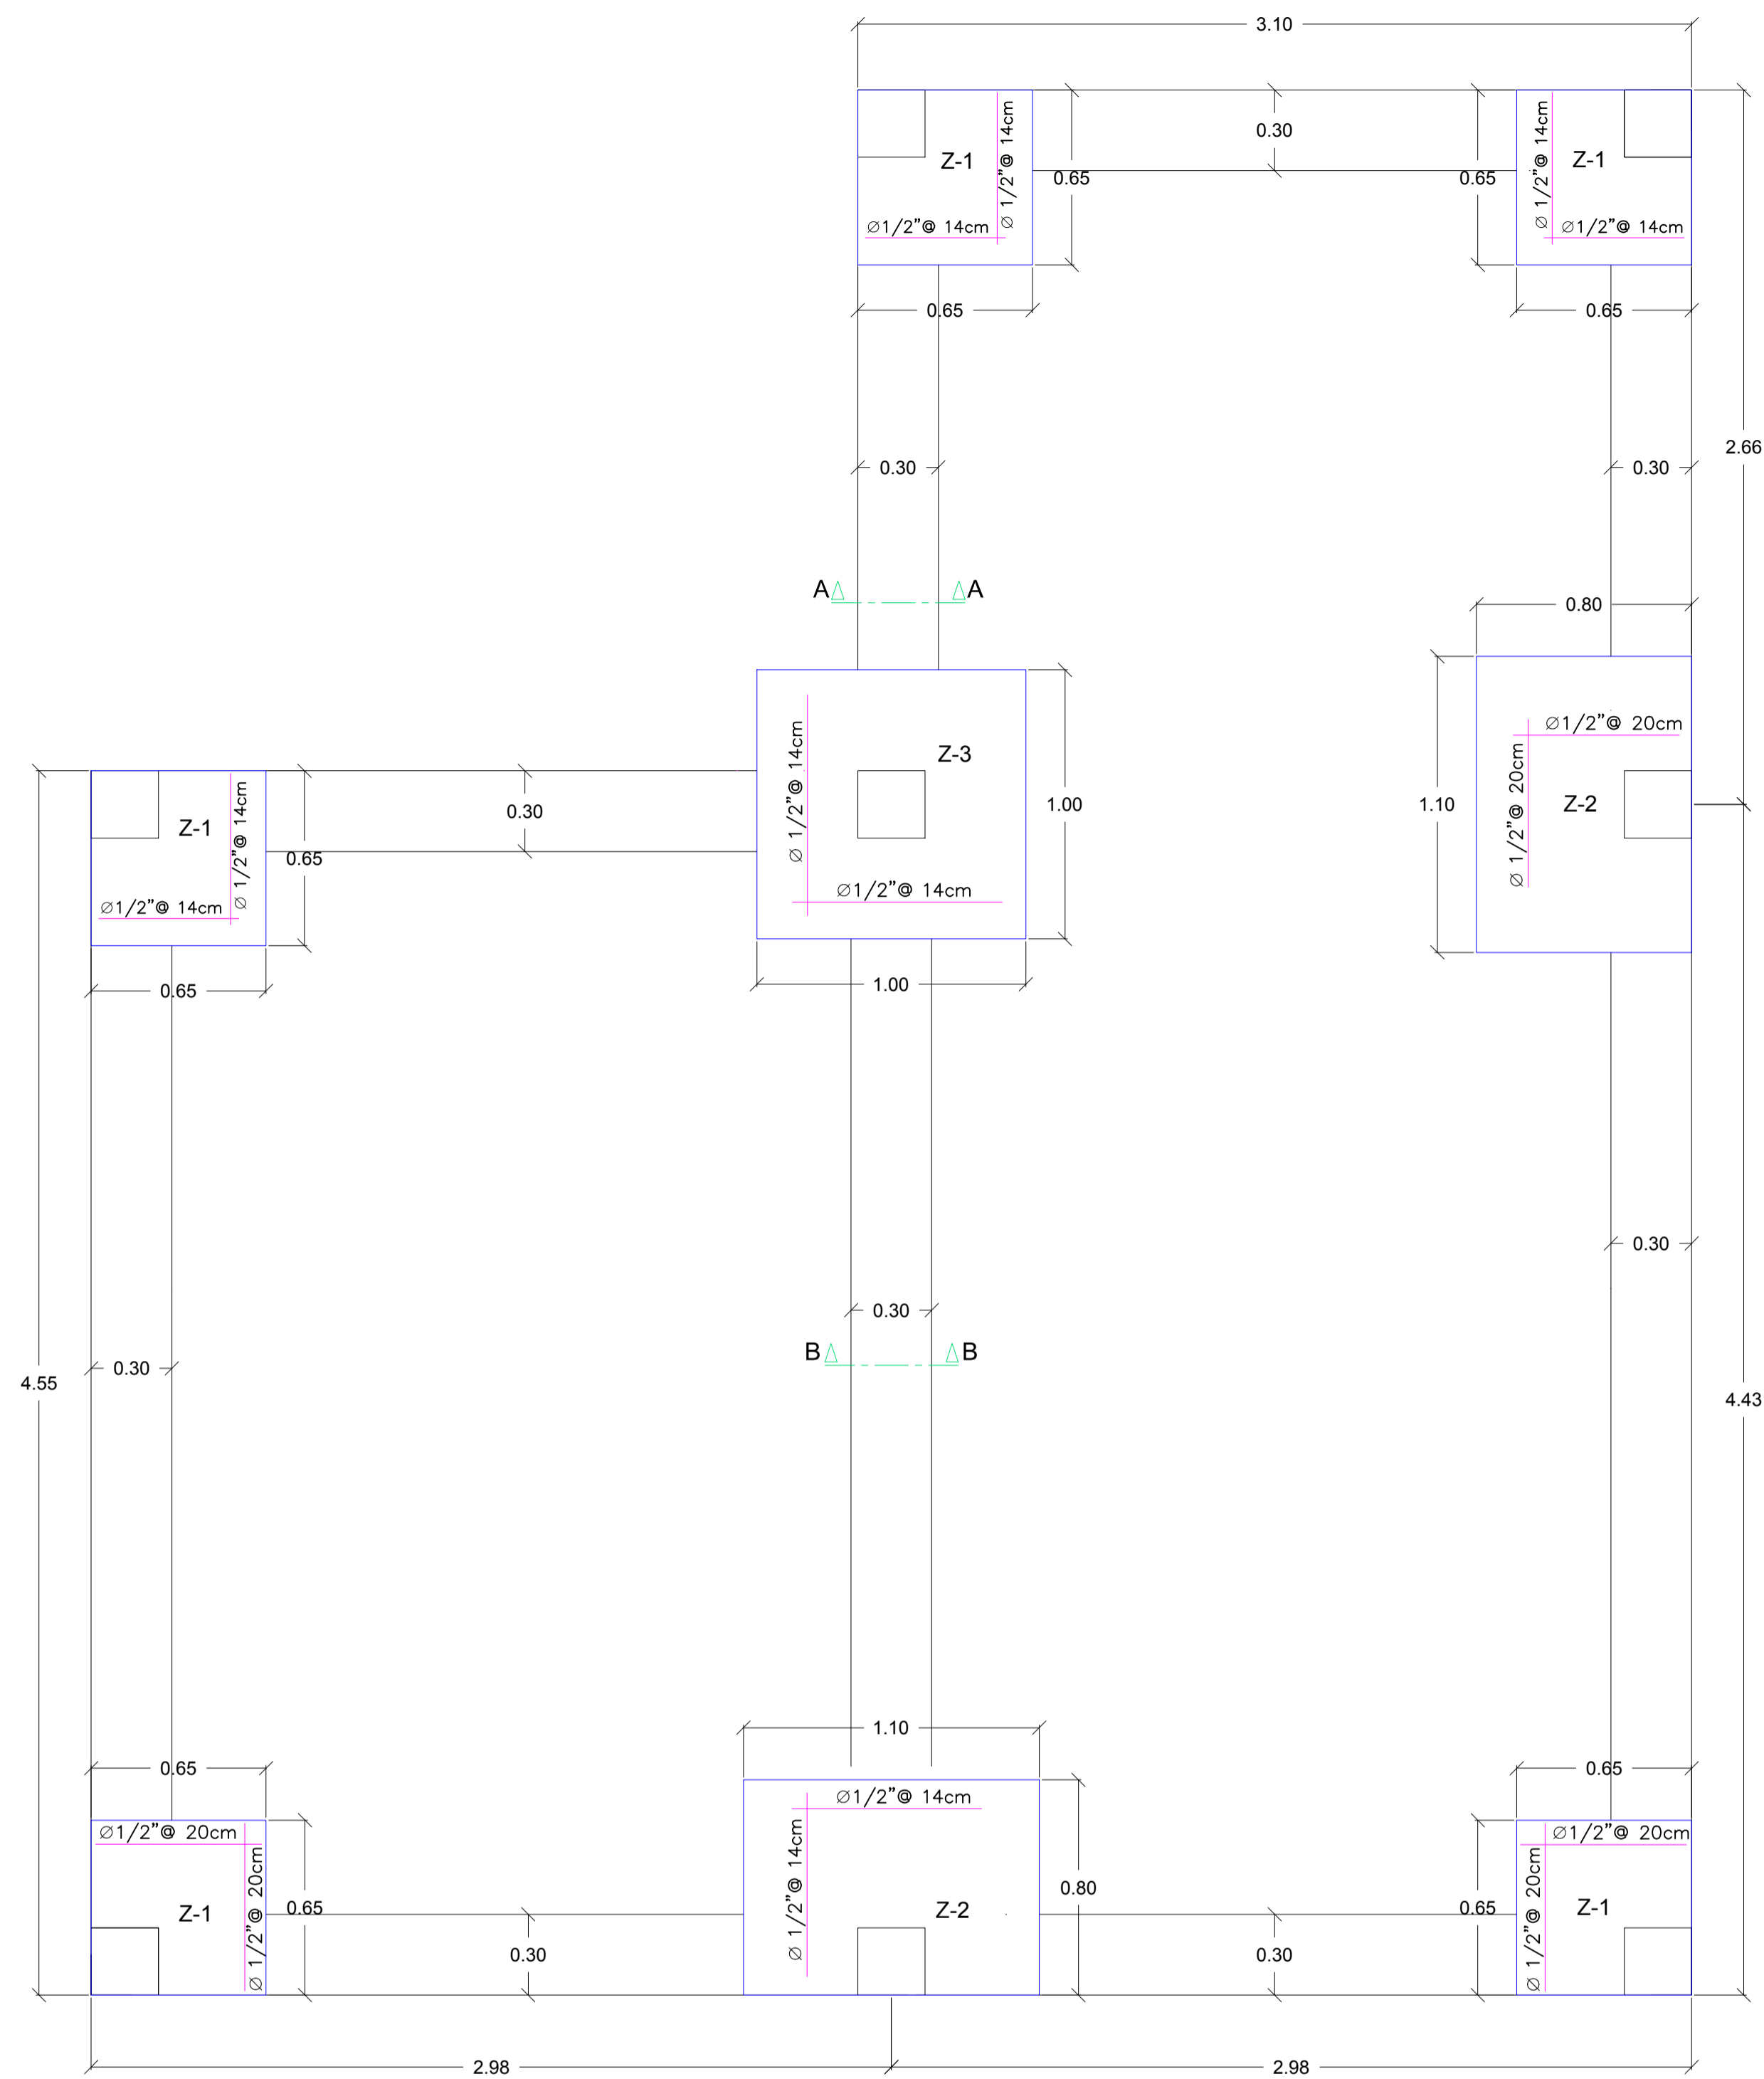 3.10
Z-1
Ø 1/2"@ 14cm
Ø1/2"@ 14cm
0.65
0.65
0.30
0.65
Z-1
Ø 1/2"@ 14cm
Ø1/2"@ 14cm
0.65
2.66
0.30
0.30
A
A
0.80
Z-3
Ø 1/2"@ 14cm
Ø1/2"@ 14cm
1.00
1.00
1.10
Ø1/2"@ 20cm
Ø 1/2"@ 20cm
Z-2
Z-1
Ø 1/2"@ 14cm
Ø1/2"@ 14cm
0.65
0.65
0.30
0.30
0.30
B
B
0.30
4.55
4.43
1.10
0.65
0.65
Ø1/2"@ 20cm
Ø 1/2"@ 20cm
Z-1
0.65
0.30
Ø1/2"@ 14cm
Ø 1/2"@ 14cm
Z-2
0.80
0.30
0.65
Ø1/2"@ 20cm
Ø 1/2"@ 20cm
Z-1
2.98
2.98